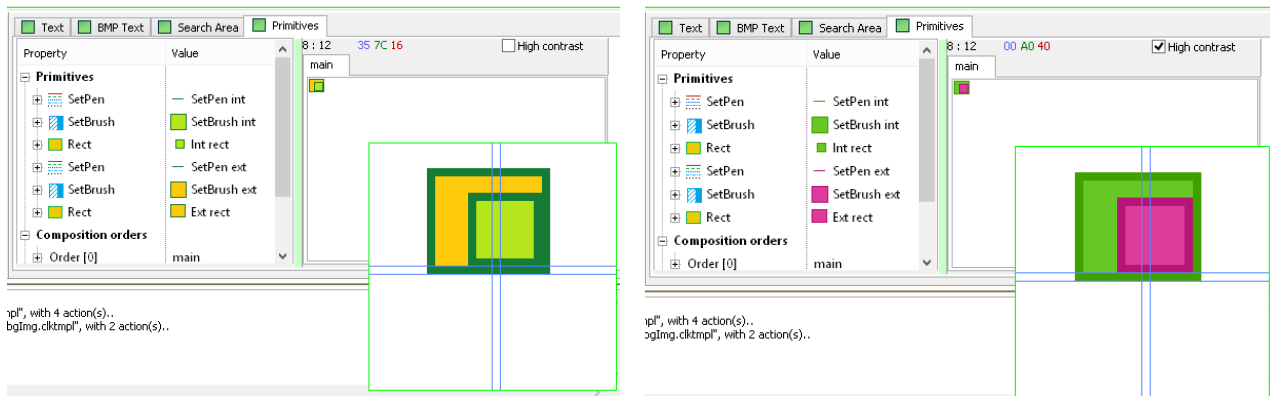 Text BMP Text Search Area Primitives
Property Value
8 : 12 35 7C 16 High contrast
main
Primitives
SetPen SetPen int
SetBrush SetBrush int
Rect Int rect
SetPen SetPen ext
SetBrush SetBrush ext
Rect Ext rect
Composition orders
Order [0] main
npl", with 4 action(s)..
bgImg.clktmpl", with 2 action(s)..
Text BMP Text Search Area Primitives
Property Value
8 : 12 00 A0 40 High contrast
main
Primitives
SetPen SetPen int
SetBrush SetBrush int
Rect Int rect
SetPen SetPen ext
SetBrush SetBrush ext
Rect Ext rect
Composition orders
Order [0] main
npl", with 4 action(s)..
ogImg.clktmpl", with 2 action(s)..